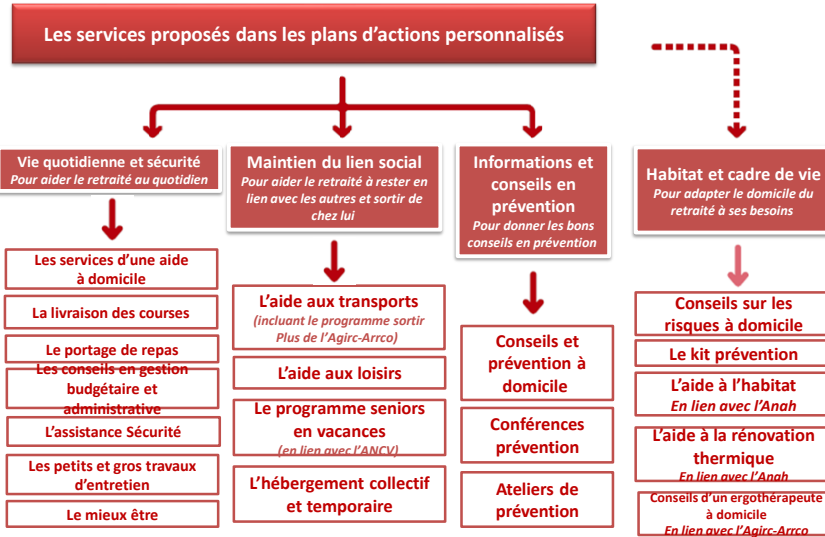 Les services proposés dans les plans d'actions personnalisés
Vie quotidienne et sécurité
Pour aider le retraité au quotidien
Les services d'une aide
à domicile
La livraison des courses
Le portage de repas
Les conseils en gestion
budgétaire et
administrative
L'assistance Sécurité
Les petits et gros travaux
d'entretien
Le mieux être
Maintien du lien social
Pour aider le retraité à rester en
lien avec les autres et sortir de
chez lui
L'aide aux transports
(incluant le programme sortir
Plus de l'Agirc-Arrco)
L'aide aux loisirs
Le programme seniors
en vacances
(en lien avec l'ANCV)
L'hébergement collectif
et temporaire
Informations et
conseils en
prévention
Pour donner les bons
conseils en prévention
Conseils et
prévention à
domicile
Conférences
prévention
Ateliers de
prévention
Habitat et cadre de vie
Pour adapter le domicile du
retraité à ses besoins
Conseils sur les
risques à domicile
Le kit prévention
L'aide à l'habitat
En lien avec l'Anah
L'aide à la rénovation
thermique
En lien avec l'Anah
Conseils d'un ergothérapeute
à domicile
En lien avec l'Agirc-Arrco